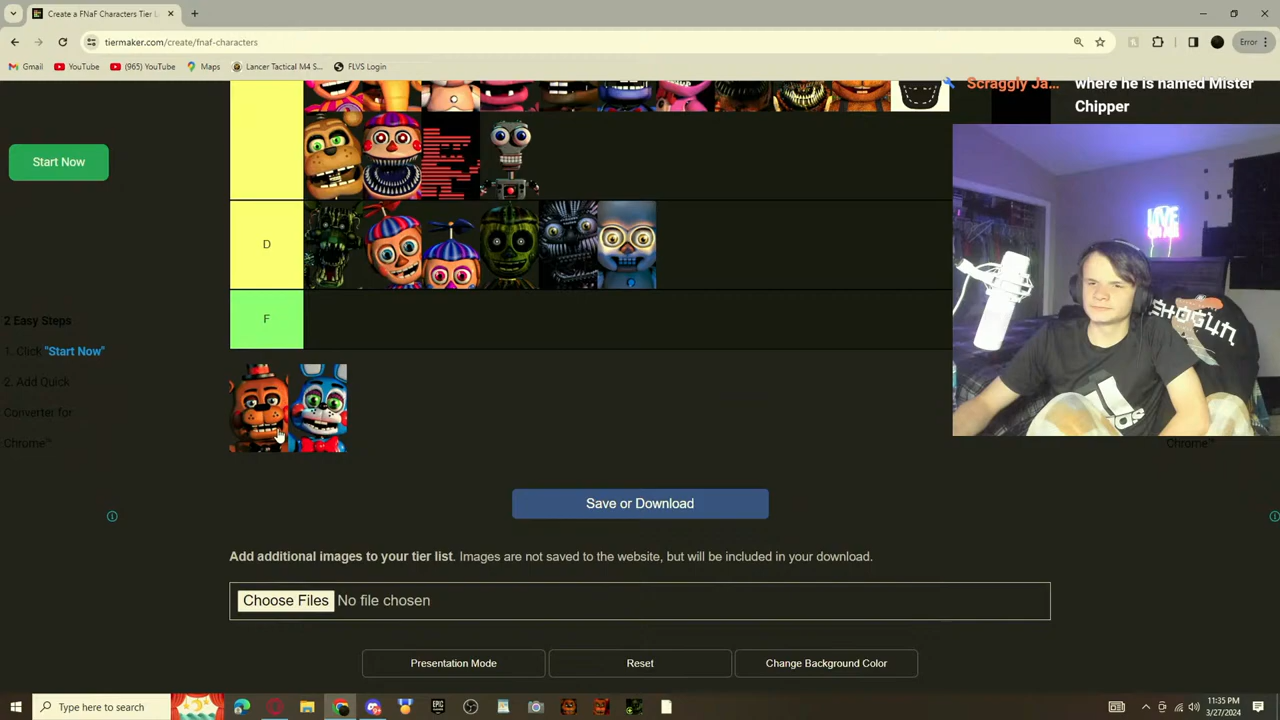 Create a FNaF Characters Tier L
tiermaker.com/create/fnaf-characters
Error
Gmail
YouTube
(965) YouTube
Maps
Lancer Tactical M4 S...
FLVS Login
Scraggly Ja...
where he is named Mister
Chipper
Start Now
D
F
2 Easy Steps
1. Click "Start Now"
2. Add Quick
Converter for
Chrome™
Chrome™
LIVE
SHOGUN
Save or Download
Add additional images to your tier list. Images are not saved to the website, but will be included in your download.
Choose Files No file chosen
Presentation Mode
Reset
Change Background Color
Type here to search
11:35 PM
3/27/2024